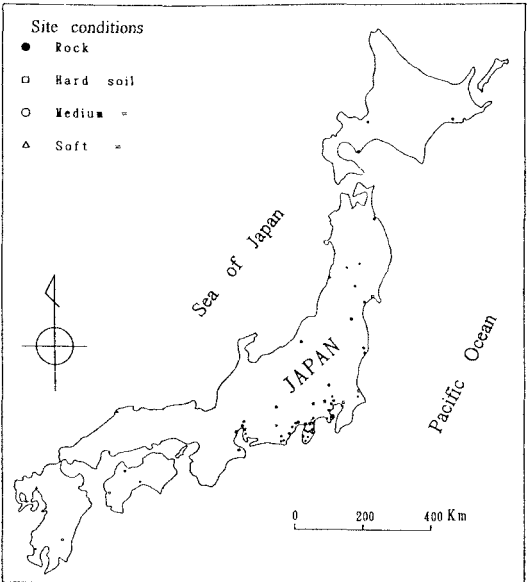 Site conditions
● Rock
□ Hard soil
○ Medium 〃
△ Soft 〃
Sea of Japan
JAPAN
Pacific Ocean
0 200 400 Km